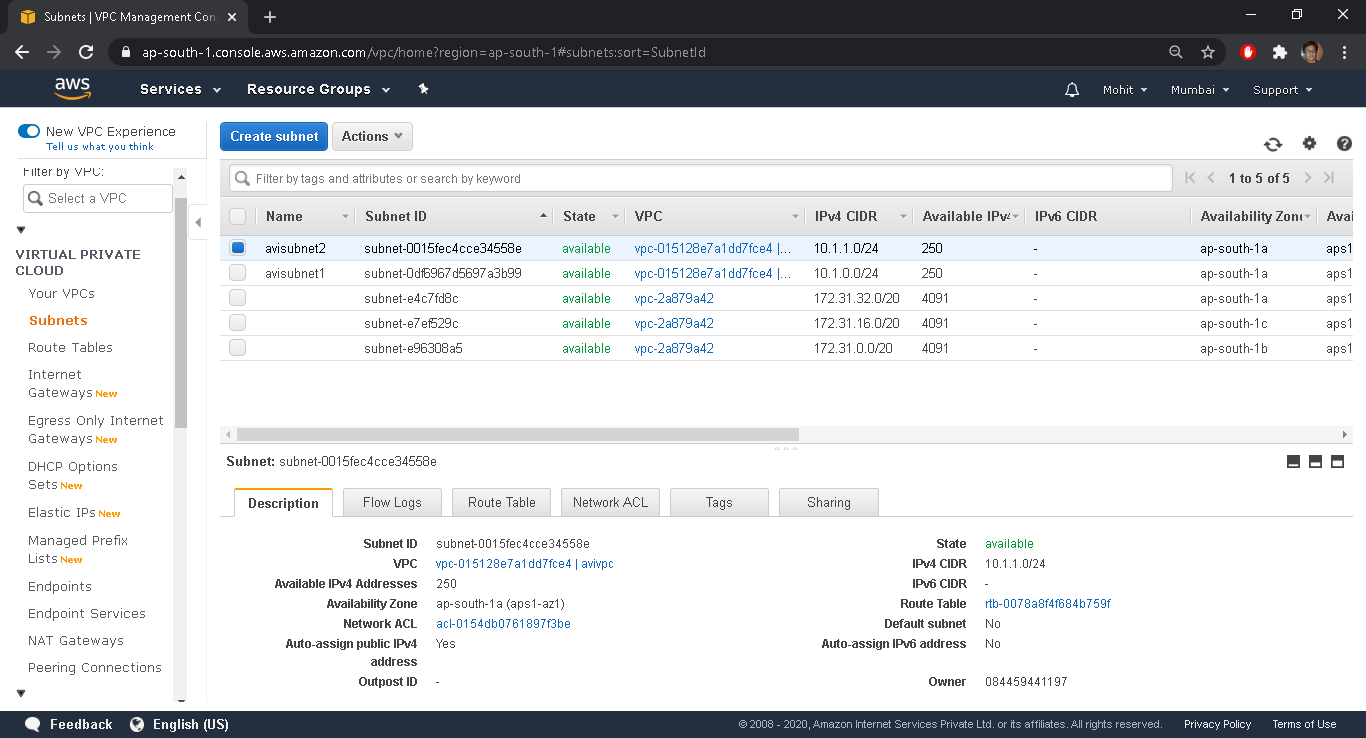 Subnets | VPC Management Con
ap-south-1.console.aws.amazon.com/vpc/home?region=ap-south-1#subnets:sort=SubnetId
aws Services Resource Groups Mohit Mumbai Support
New VPC Experience
Tell us what you think
Filter by VPC:
Select a VPC
VIRTUAL PRIVATE
CLOUD
Your VPCs
Subnets
Route Tables
Internet
Gateways New
Egress Only Internet
Gateways New
DHCP Options
Sets New
Elastic IPs New
Managed Prefix
Lists New
Endpoints
Endpoint Services
NAT Gateways
Peering Connections
Create subnet Actions
Filter by tags and attributes or search by keyword 1 to 5 of 5
Name Subnet ID State VPC IPv4 CIDR Available IPv4 IPv6 CIDR Availability Zon Avai
avisubnet2 subnet-0015fec4cce34558e available vpc-015128e7a1dd7fce4 |... 10.1.1.0/24 250 - ap-south-1a aps1
avisubnet1 subnet-0df6967d5697a3b99 available vpc-015128e7a1dd7fce4 |... 10.1.0.0/24 250 - ap-south-1a aps1
subnet-e4c7fd8c available vpc-2a879a42 172.31.32.0/20 4091 - ap-south-1a aps1
subnet-e7ef529c available vpc-2a879a42 172.31.16.0/20 4091 - ap-south-1c aps1
subnet-e96308a5 available vpc-2a879a42 172.31.0.0/20 4091 - ap-south-1b aps1
Subnet: subnet-0015fec4cce34558e
Description Flow Logs Route Table Network ACL Tags Sharing
Subnet ID subnet-0015fec4cce34558e State available
VPC vpc-015128e7a1dd7fce4 | avivpc IPv4 CIDR 10.1.1.0/24
Available IPv4 Addresses 250 IPv6 CIDR -
Availability Zone ap-south-1a (aps1-az1) Route Table rtb-0078a8f4f684b759f
Network ACL acl-0154db0761897f3be Default subnet No
Auto-assign public IPv4 Yes Auto-assign IPv6 address No
address
Outpost ID - Owner 084459441197
Feedback English (US) © 2008 - 2020, Amazon Internet Services Private Ltd. or its affiliates. All rights reserved. Privacy Policy Terms of Use